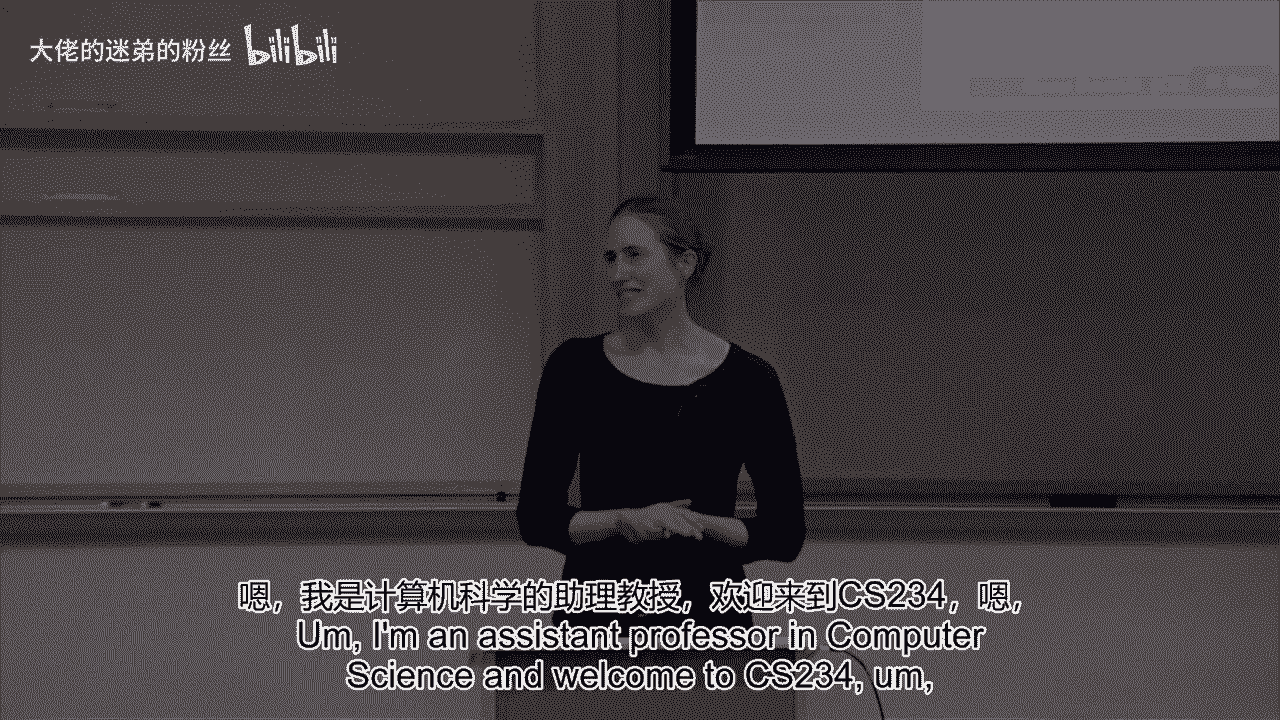 大佬的迷弟的粉丝 bilibili
嗯，我是计算机科学的助理教授，欢迎来到CS234，嗯，
Um, I'm an assistant professor in Computer
Science and welcome to CS234, um,